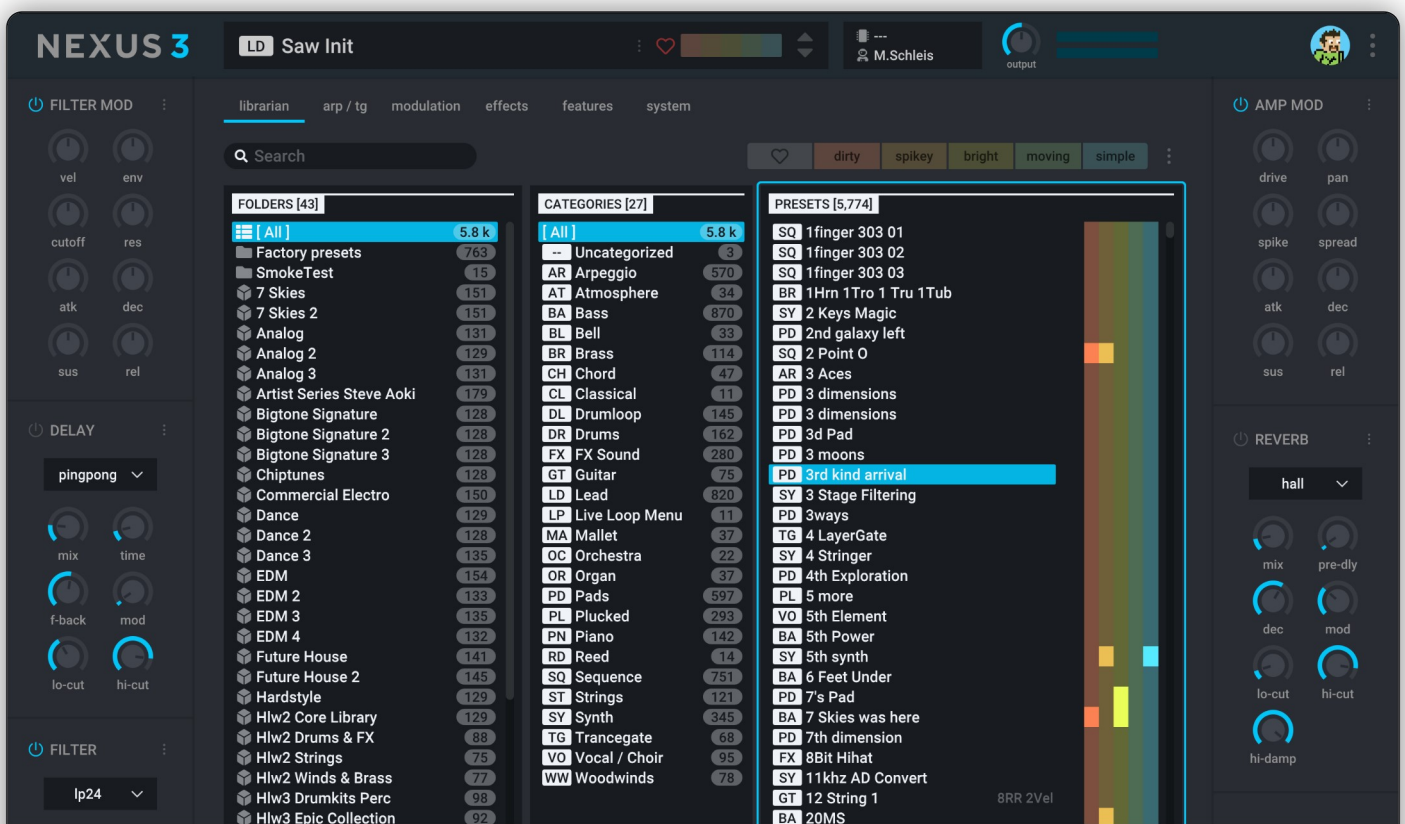 NEXUS 3
LD Saw Init
---
M.Schleis
output
FILTER MOD
vel env
cutoff res
atk dec
sus rel
DELAY
pingpong
mix time
f-back mod
lo-cut hi-cut
FILTER
lp24
librarian arp / tg modulation effects features system
Search
dirty spikey bright moving simple
FOLDERS [43]
[ All ] 5.8 k
Factory presets 763
SmokeTest 15
7 Skies 151
7 Skies 2 151
Analog 131
Analog 2 129
Analog 3 131
Artist Series Steve Aoki 179
Bigtone Signature 128
Bigtone Signature 2 128
Bigtone Signature 3 128
Chiptunes 128
Commercial Electro 150
Dance 129
Dance 2 128
Dance 3 135
EDM 154
EDM 2 133
EDM 3 135
EDM 4 132
Future House 141
Future House 2 145
Hardstyle 129
Hlw2 Core Library 129
Hlw2 Drums & FX 88
Hlw2 Strings 75
Hlw2 Winds & Brass 77
Hlw3 Drumkits Perc 98
Hlw3 Epic Collection 92
CATEGORIES [27]
[ All ] 5.8 k
-- Uncategorized 3
AR Arpeggio 570
AT Atmosphere 34
BA Bass 870
BL Bell 33
BR Brass 114
CH Chord 47
CL Classical 11
DL Drumloop 145
DR Drums 162
FX FX Sound 280
GT Guitar 75
LD Lead 820
LP Live Loop Menu 11
MA Mallet 37
OC Orchestra 22
OR Organ 37
PD Pads 597
PL Plucked 293
PN Piano 142
RD Reed 14
SQ Sequence 751
ST Strings 121
SY Synth 345
TG Trancegate 68
VO Vocal / Choir 95
WW Woodwinds 78
PRESETS [5,774]
SQ 1finger 303 01
SQ 1finger 303 02
SQ 1finger 303 03
BR 1Hrn 1Tro 1 Tru 1Tub
SY 2 Keys Magic
PD 2nd galaxy left
SQ 2 Point O
AR 3 Aces
PD 3 dimensions
PD 3 dimensions
PD 3d Pad
PD 3 moons
PD 3rd kind arrival
SY 3 Stage Filtering
PD 3ways
TG 4 LayerGate
SY 4 Stringer
PD 4th Exploration
PL 5 more
VO 5th Element
BA 5th Power
SY 5th synth
BA 6 Feet Under
PD 7's Pad
BA 7 Skies was here
PD 7th dimension
FX 8Bit Hihat
SY 11khz AD Convert
GT 12 String 1 8RR 2Vel
BA 20MS
AMP MOD
drive pan
spike spread
atk dec
sus rel
REVERB
hall
mix pre-dly
dec mod
lo-cut hi-cut
hi-damp